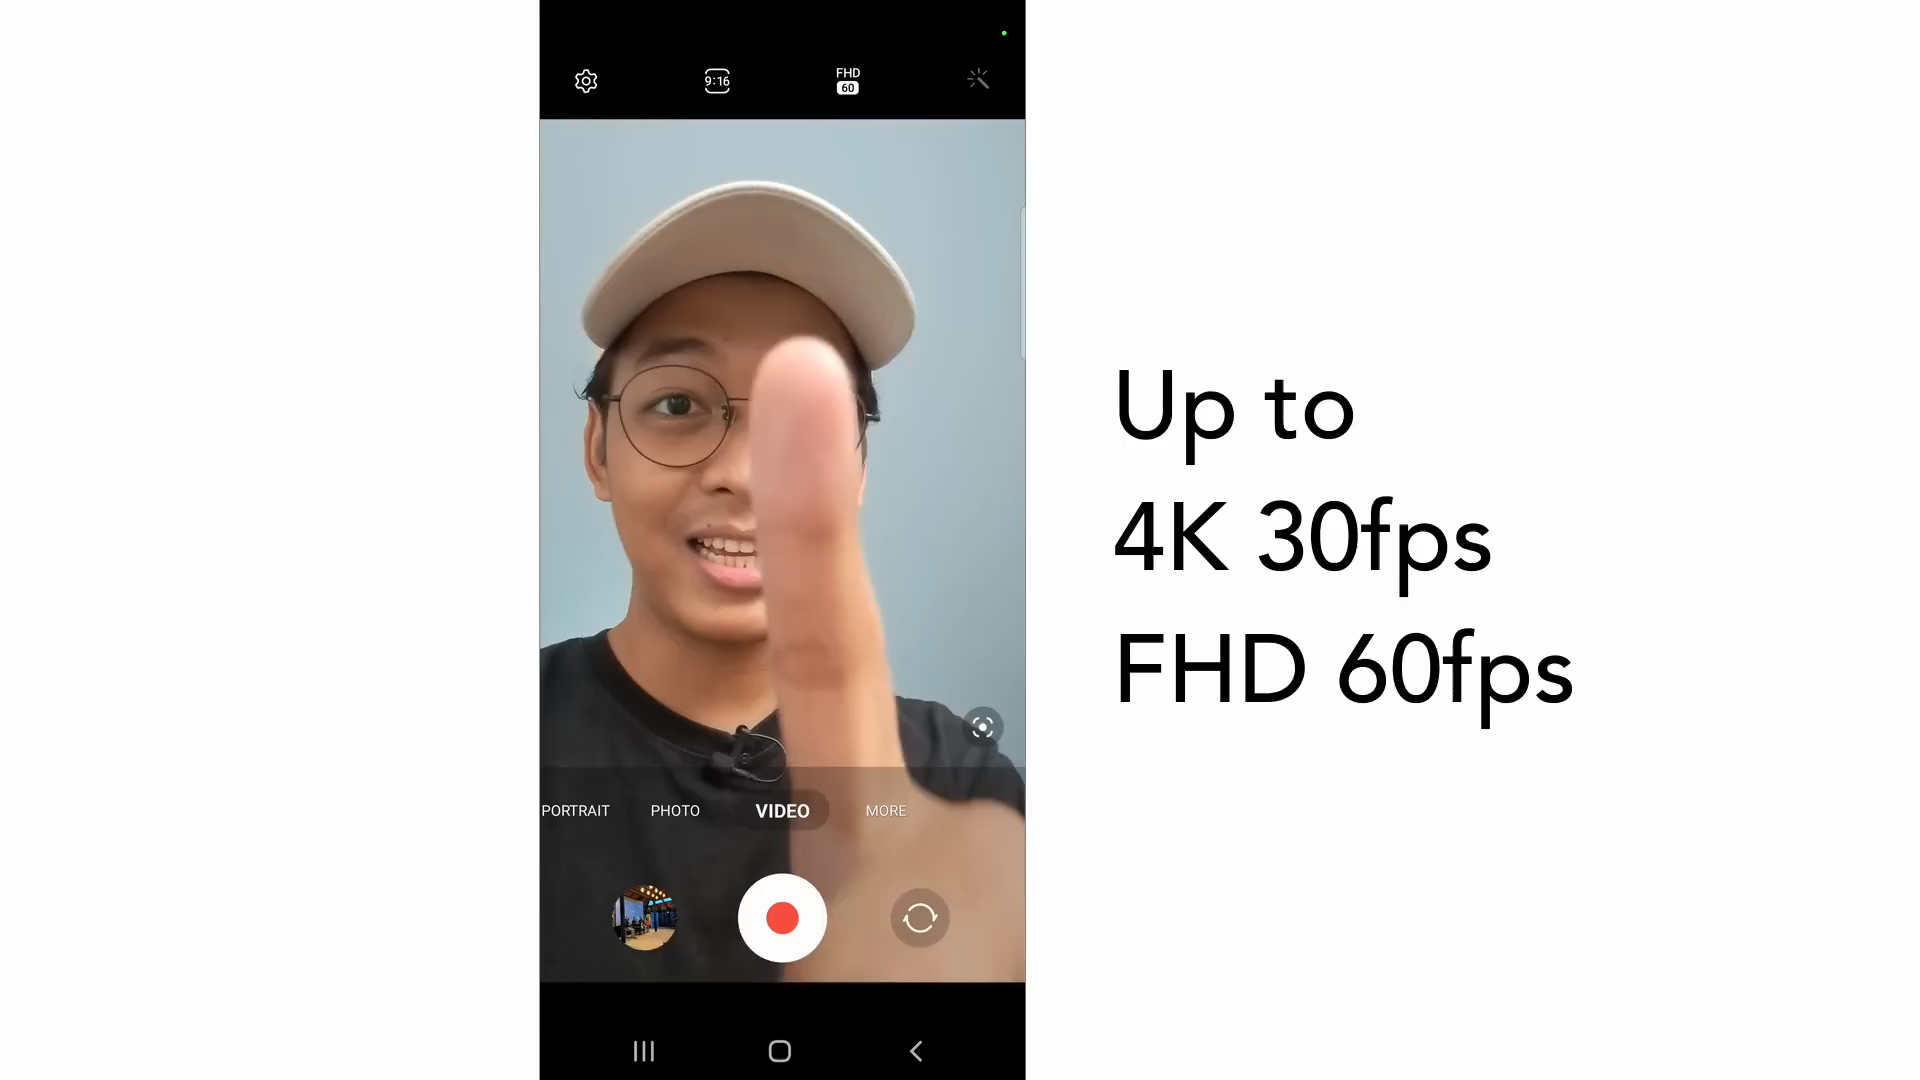 9:16
FHD
60
Up to
4K 30fps
FHD 60fps
PORTRAIT PHOTO VIDEO MORE